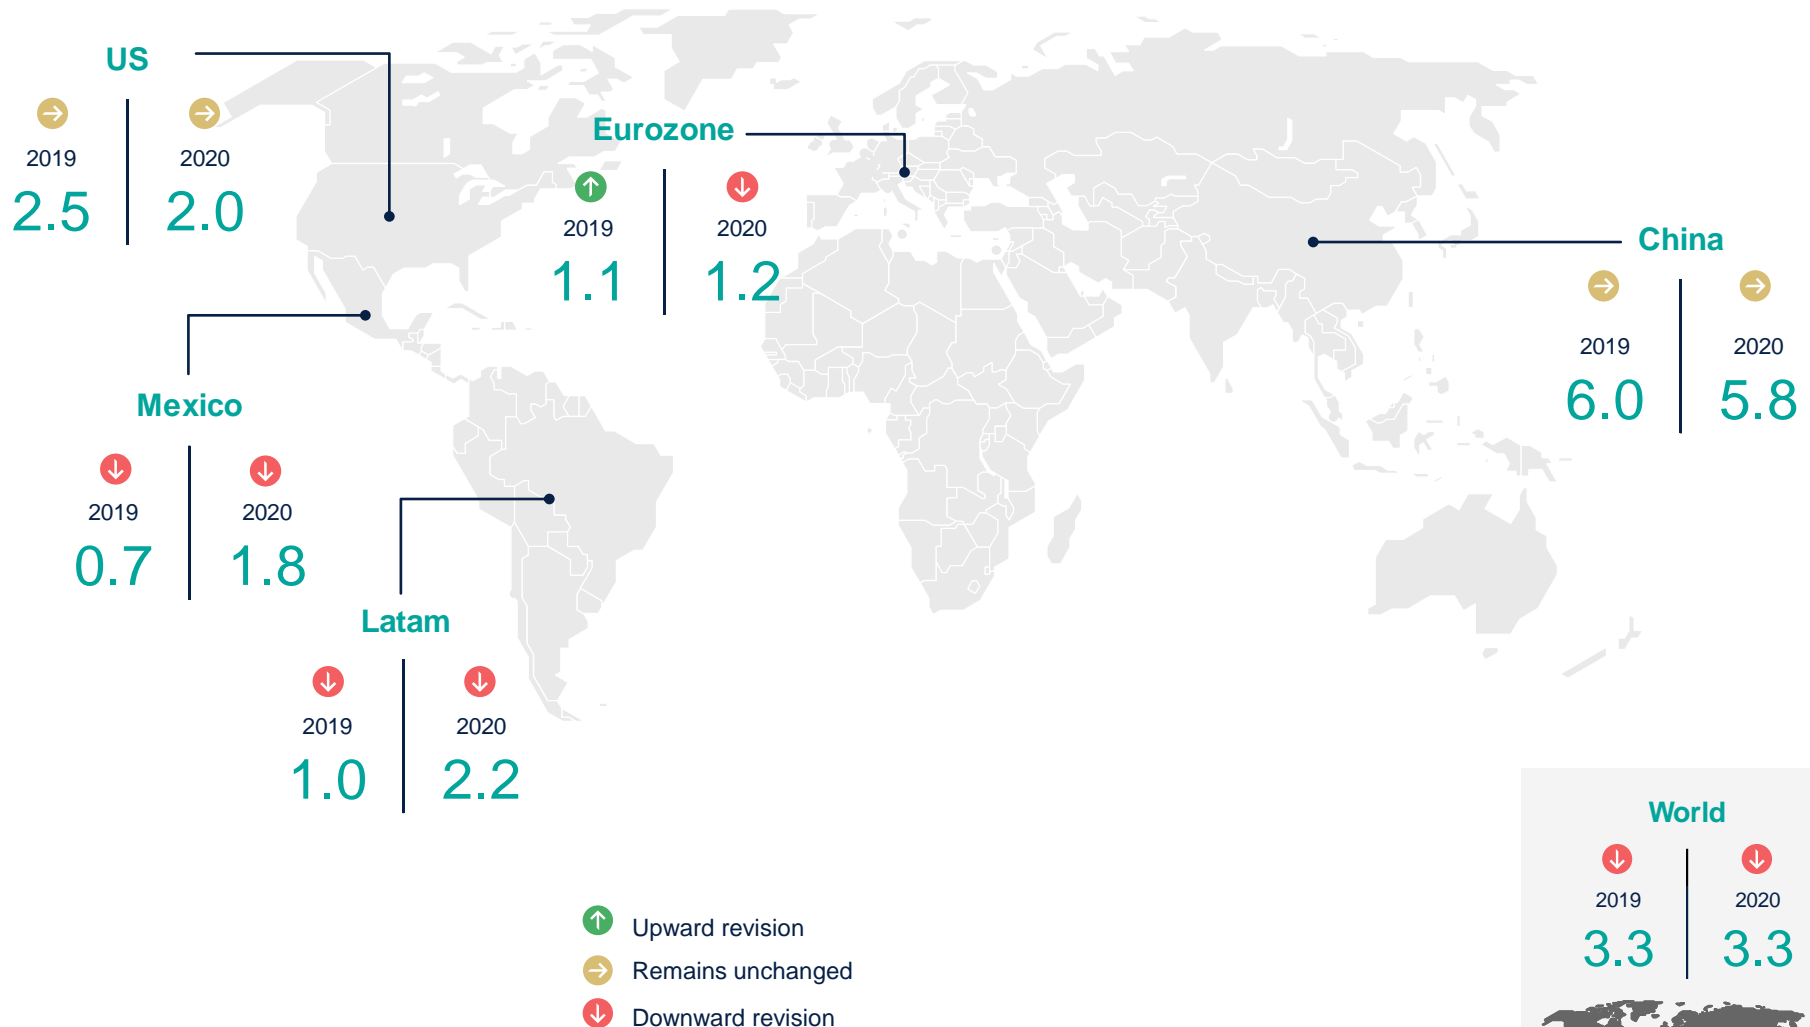 US
2019 2020
2.5 2.0
Eurozone
2019 2020
1.1 1.2
China
2019 2020
6.0 5.8
Mexico
2019 2020
0.7 1.8
Latam
2019 2020
1.0 2.2
World
2019 2020
3.3 3.3
Upward revision
Remains unchanged
Downward revision